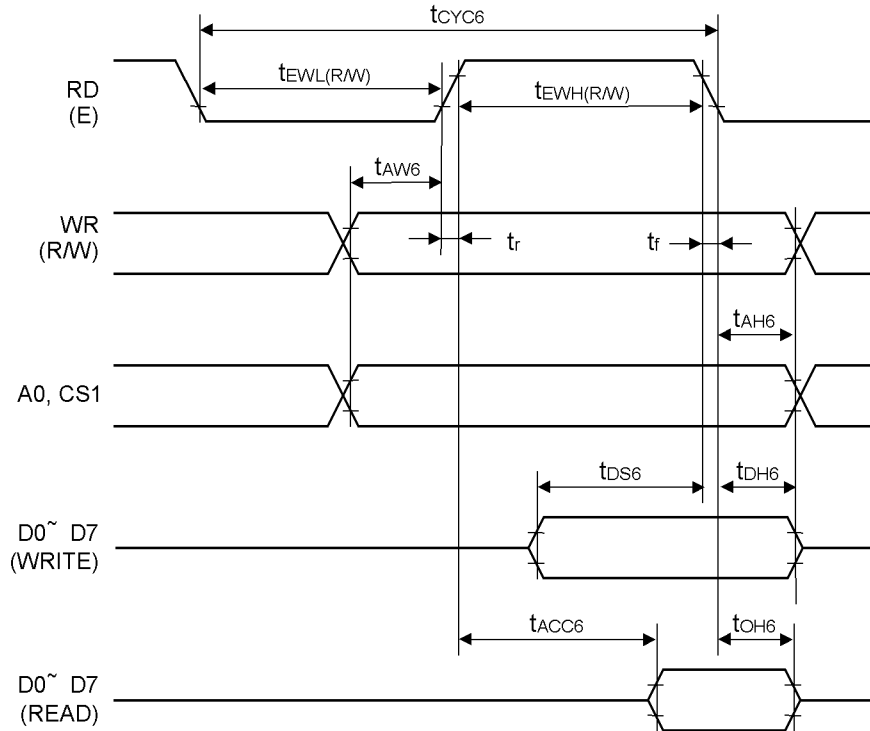 tCYC6
tEWL(R/W)
RD
(E)
tEWH(R/W)
tAW6
WR
(R/W)
tr
tf
tAH6
A0, CS1
tDS6
tDH6
D0~ D7
(WRITE)
tACC6
tOH6
D0~ D7
(READ)